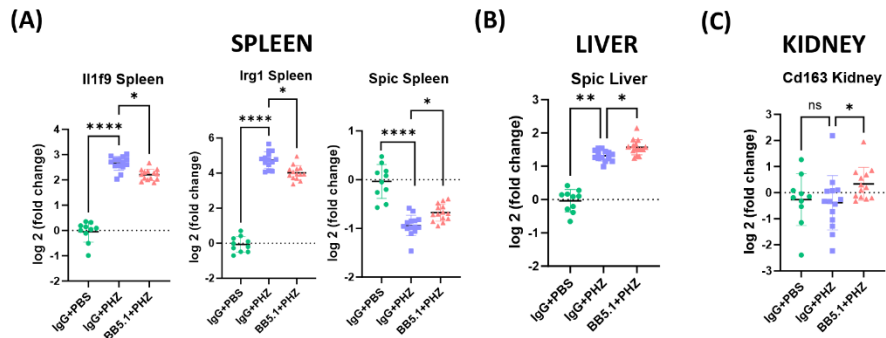 (A)
SPLEEN
Il1f9 Spleen
****
*
log 2 (fold change)
4
3
2
1
0
-1
-2
IgG+PBS
IgG+PHZ
BB5.1+PHZ
Irg1 Spleen
****
*
log 2 (fold change)
6
4
2
0
-2
IgG+PBS
IgG+PHZ
BB5.1+PHZ
Spic Spleen
****
*
log 2 (fold change)
1
0
-1
-2
IgG+PBS
IgG+PHZ
BB5.1+PHZ
(B)
LIVER
Spic Liver
**
*
log 2 (fold change)
3
2
1
0
-1
-2
IgG+PBS
IgG+PHZ
BB5.1+PHZ
(C)
KIDNEY
Cd163 Kidney
ns
*
log 2 (fold change)
3
2
1
0
-1
-2
-3
IgG+PBS
IgG+PHZ
BB5.1+PHZ